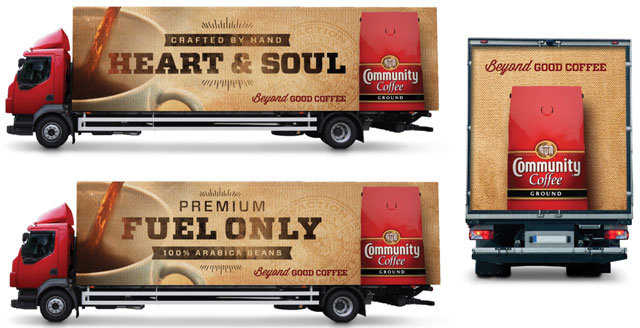 CRAFTED BY HAND
HEART & SOUL
Beyond GOOD COFFEE
Community
Coffee
GROUND
PREMIUM
FUEL ONLY
100% ARABICA BEANS
Beyond GOOD COFFEE
Community
Coffee
GROUND
Beyond GOOD COFFEE
Community
Coffee
GROUND